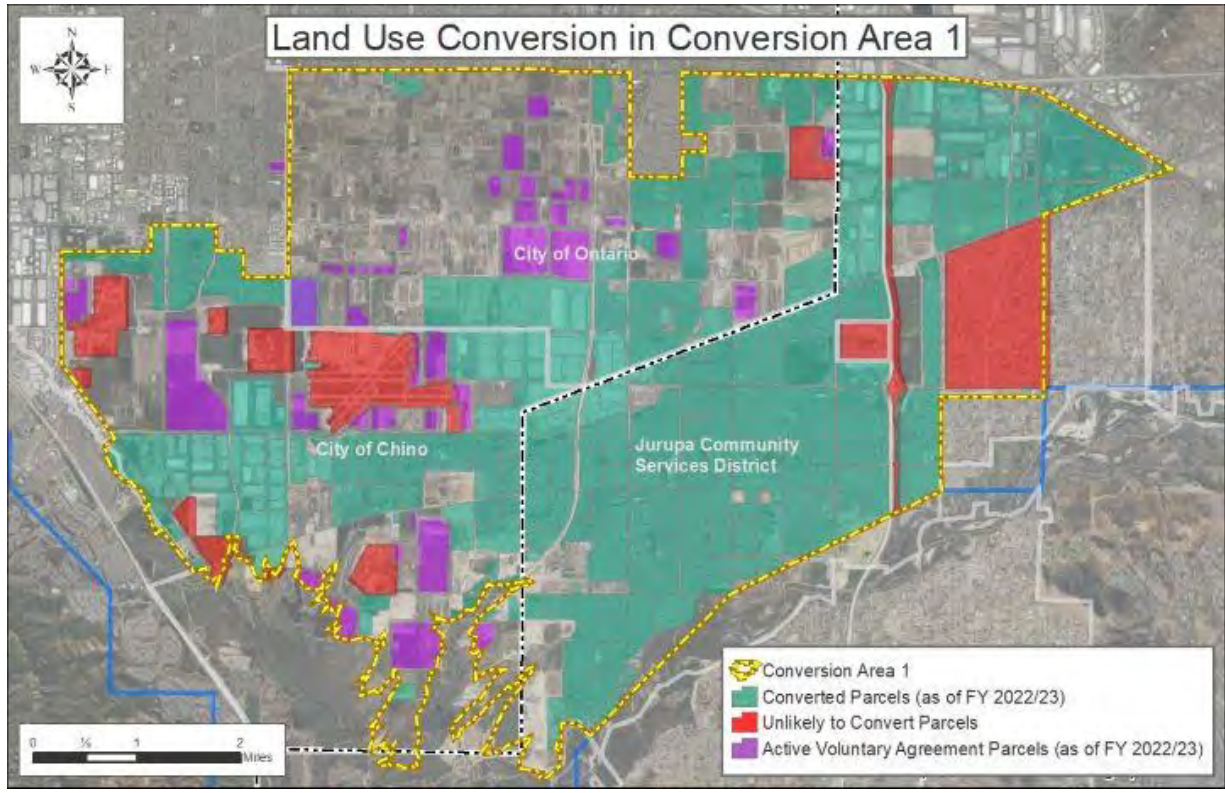 Land Use Conversion in Conversion Area 1
N
W
E
S
City of Ontario
City of Chino
Jurupa Community
Services District
Conversion Area 1
Converted Parcels (as of FY 2022/23)
Unlikely to Convert Parcels
Active Voluntary Agreement Parcels (as of FY 2022/23)
0 ½ 1 2
Miles